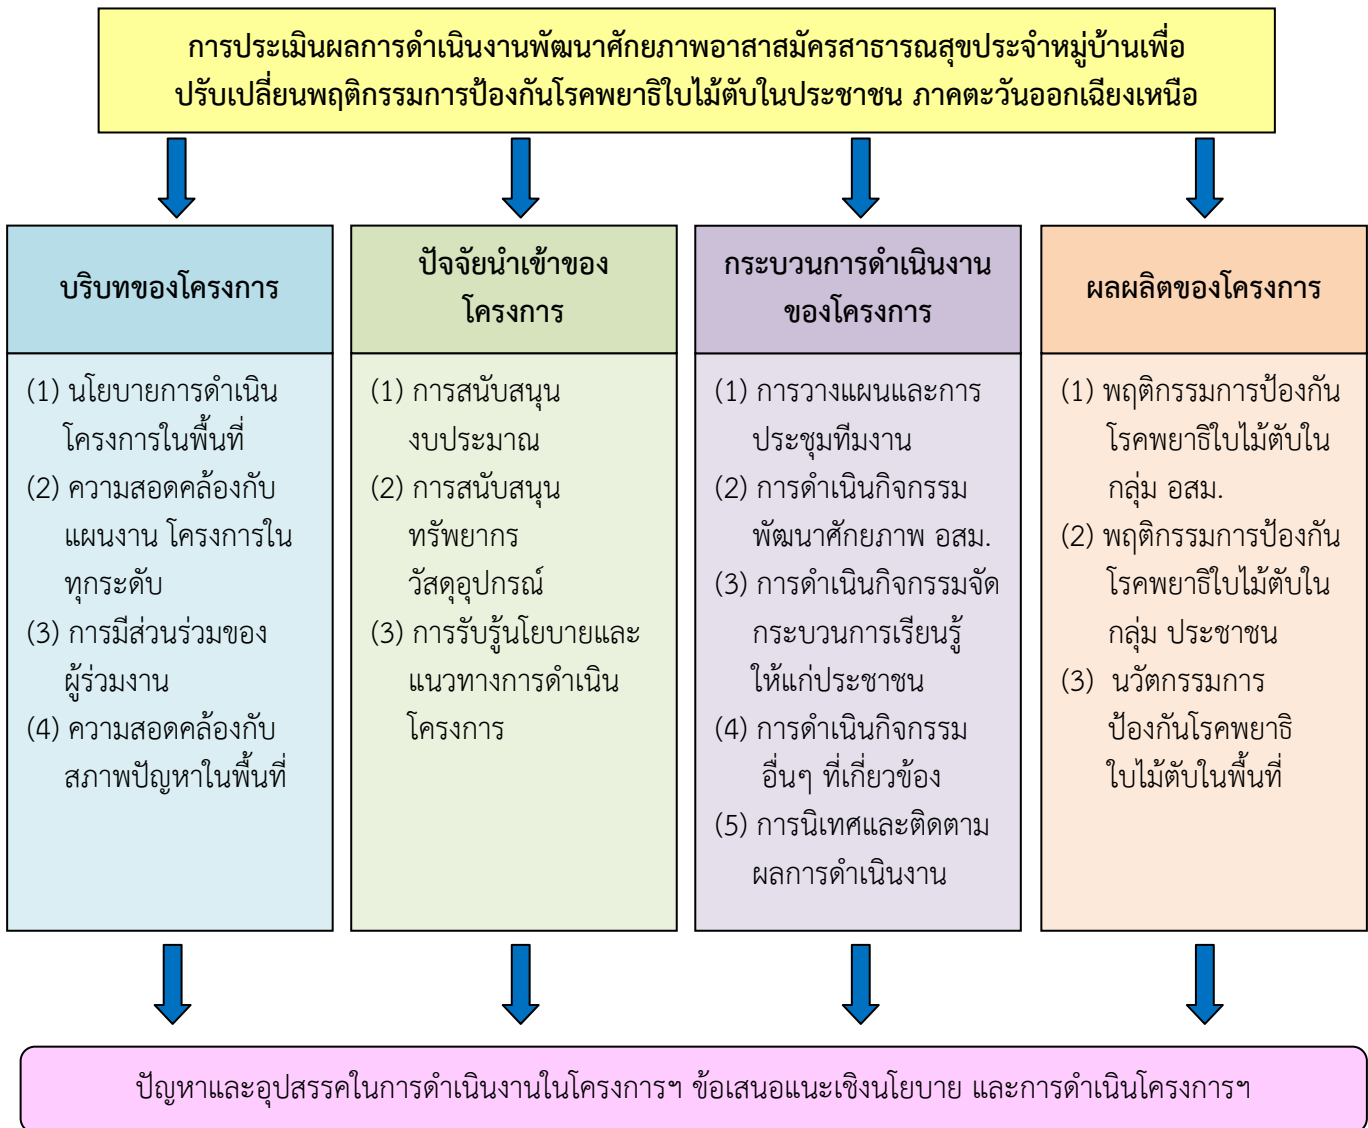 การประเมินผลการดำเนินงานพัฒนาศักยภาพอาสาสมัครสาธารณสุขประจำหมู่บ้านเพื่อ
ปรับเปลี่ยนพฤติกรรมการป้องกันโรคพยาธิใบไม้ตับในประชาชน ภาคตะวันออกเฉียงเหนือ
บริบทของโครงการ
(1) นโยบายการดำเนิน
โครงการในพื้นที่
(2) ความสอดคล้องกับ
แผนงาน โครงการใน
ทุกระดับ
(3) การมีส่วนร่วมของ
ผู้ร่วมงาน
(4) ความสอดคล้องกับ
สภาพปัญหาในพื้นที่
ปัจจัยนำเข้าของ
โครงการ
(1) การสนับสนุน
งบประมาณ
(2) การสนับสนุน
ทรัพยากร
วัสดุอุปกรณ์
(3) การรับรู้นโยบายและ
แนวทางการดำเนิน
โครงการ
กระบวนการดำเนินงาน
ของโครงการ
(1) การวางแผนและการ
ประชุมทีมงาน
(2) การดำเนินกิจกรรม
พัฒนาศักยภาพ อสม.
(3) การดำเนินกิจกรรมจัด
กระบวนการเรียนรู้
ให้แก่ประชาชน
(4) การดำเนินกิจกรรม
อื่นๆ ที่เกี่ยวข้อง
(5) การนิเทศและติดตาม
ผลการดำเนินงาน
ผลผลิตของโครงการ
(1) พฤติกรรมการป้องกัน
โรคพยาธิใบไม้ตับใน
กลุ่ม อสม.
(2) พฤติกรรมการป้องกัน
โรคพยาธิใบไม้ตับใน
กลุ่ม ประชาชน
(3) นวัตกรรมการ
ป้องกันโรคพยาธิ
ใบไม้ตับในพื้นที่
ปัญหาและอุปสรรคในการดำเนินงานในโครงการฯ ข้อเสนอแนะเชิงนโยบาย และการดำเนินโครงการฯ